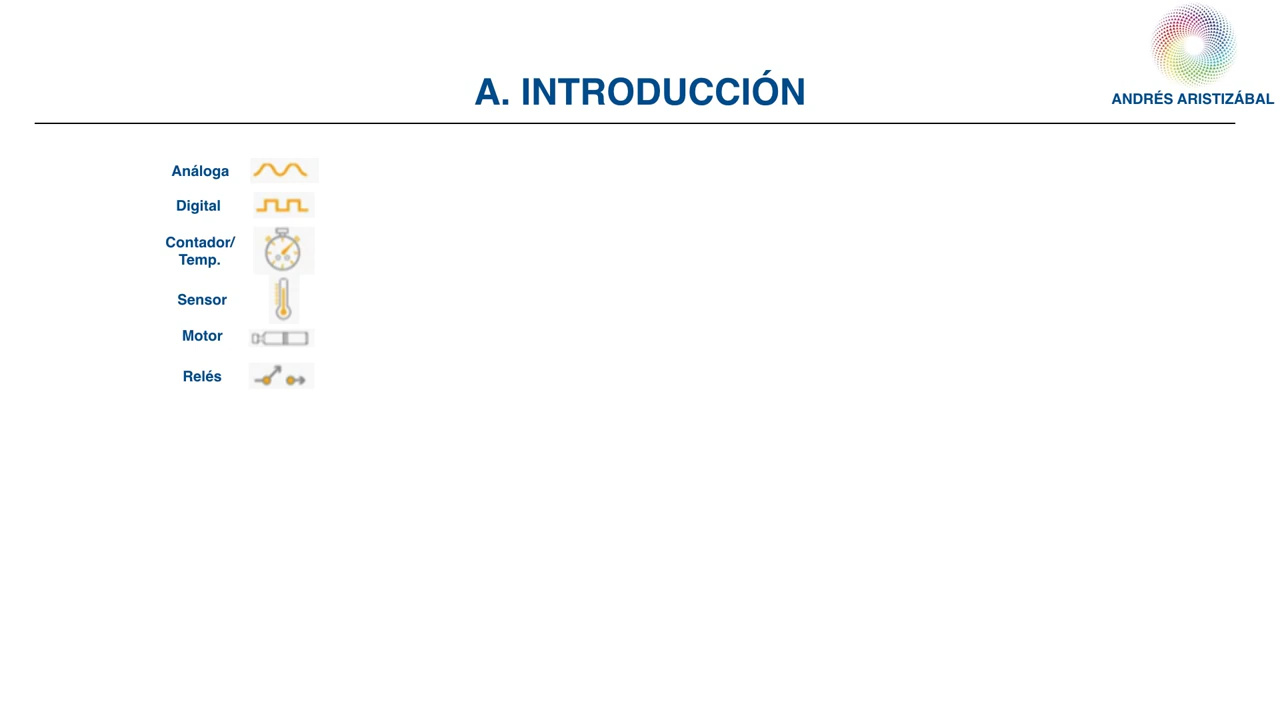 ANDRÉS ARISTIZÁBAL
A. INTRODUCCIÓN
Análoga
Digital
Contador/
Temp.
Sensor
Motor
Relés